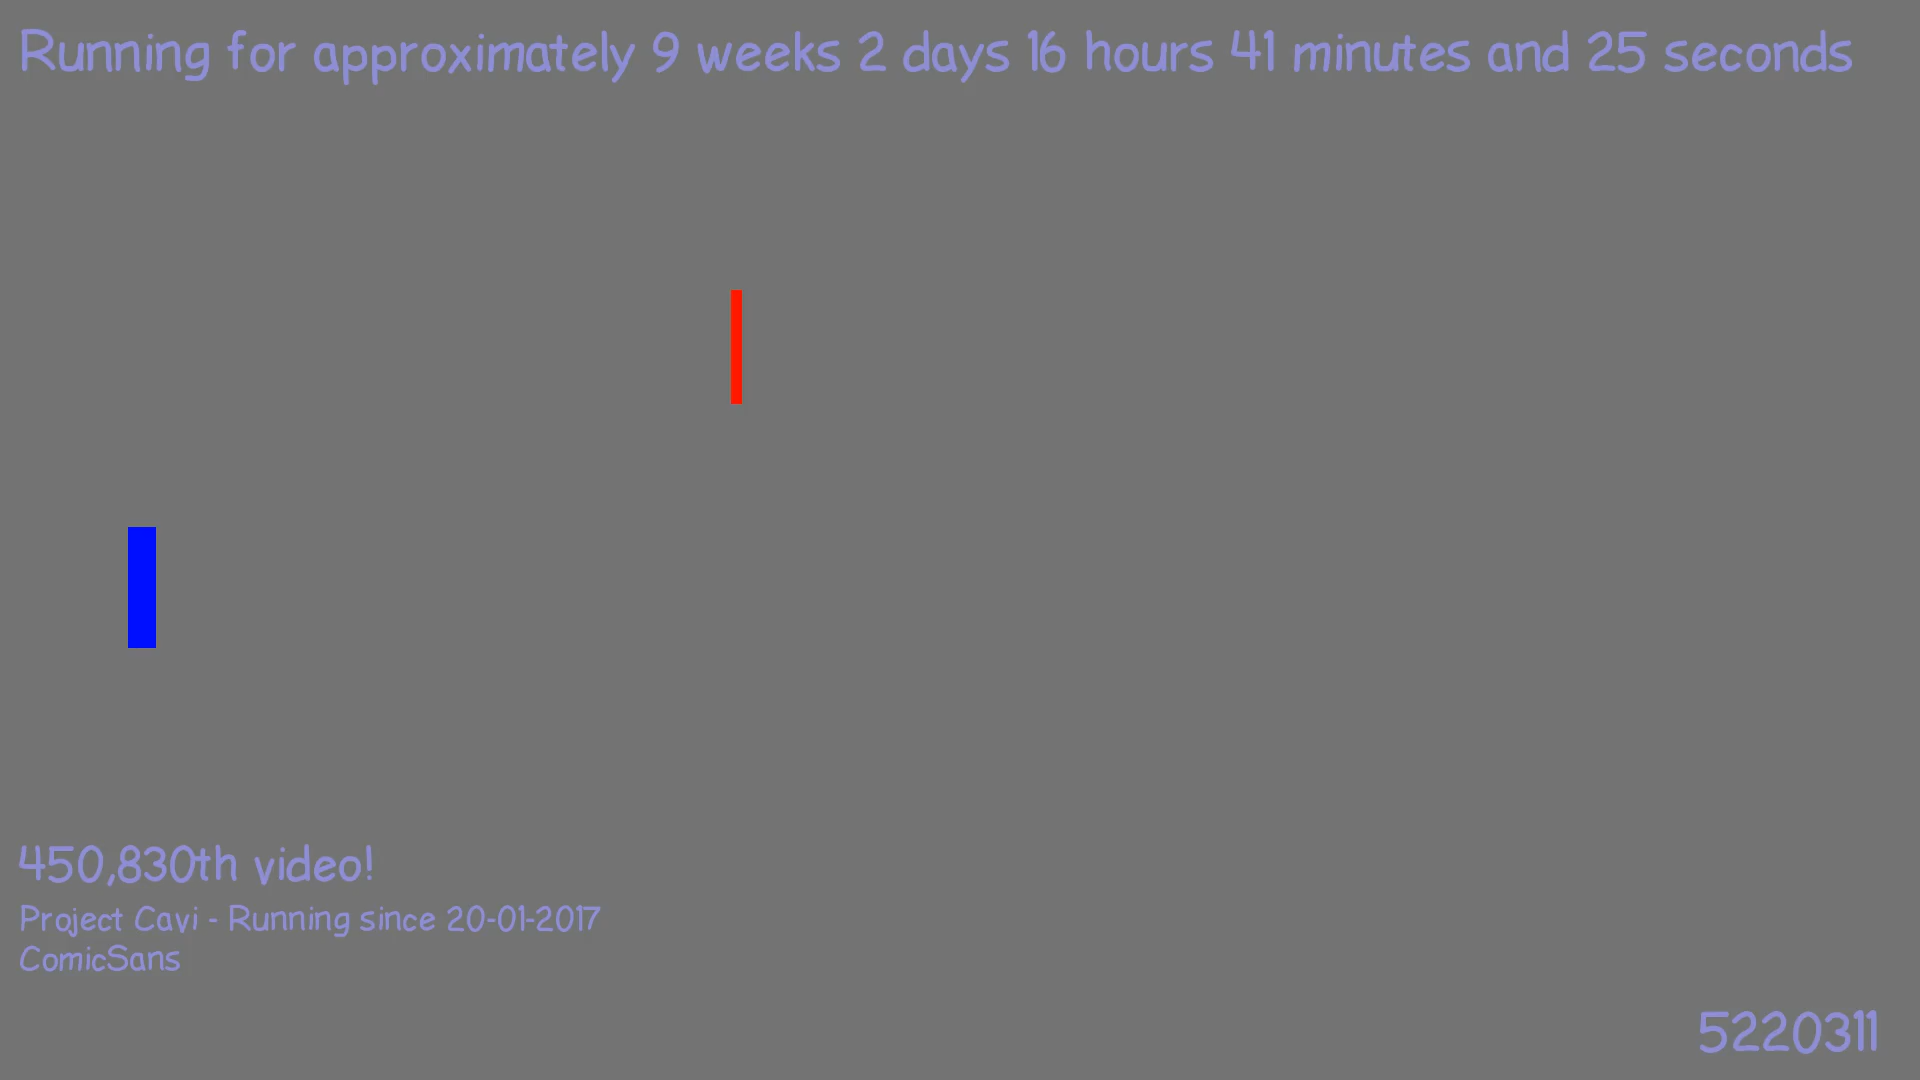 Running for approximately 9 weeks 2 days 16 hours 41 minutes and 25 seconds
450,830th video!
Project Cavi - Running since 20-01-2017
ComicSans
5220311